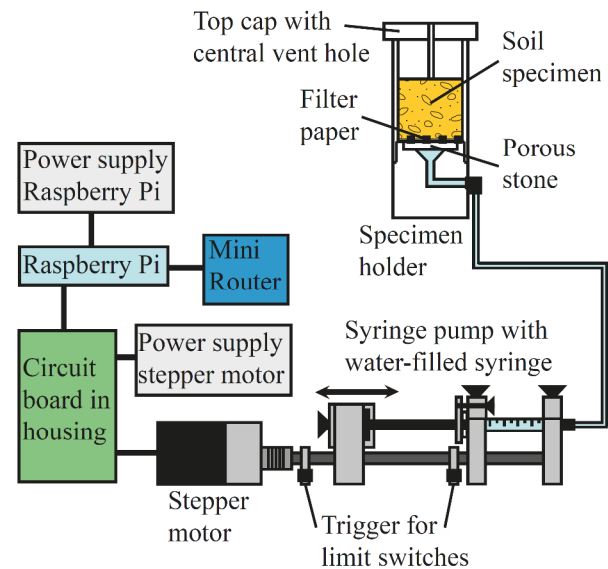 Top cap with
central vent hole
Soil
specimen
Filter
paper
Porous
stone
Specimen
holder
Power supply
Raspberry Pi
Raspberry Pi
Mini
Router
Circuit
board in
housing
Power supply
stepper motor
Syringe pump with
water-filled syringe
Stepper
motor
Trigger for
limit switches